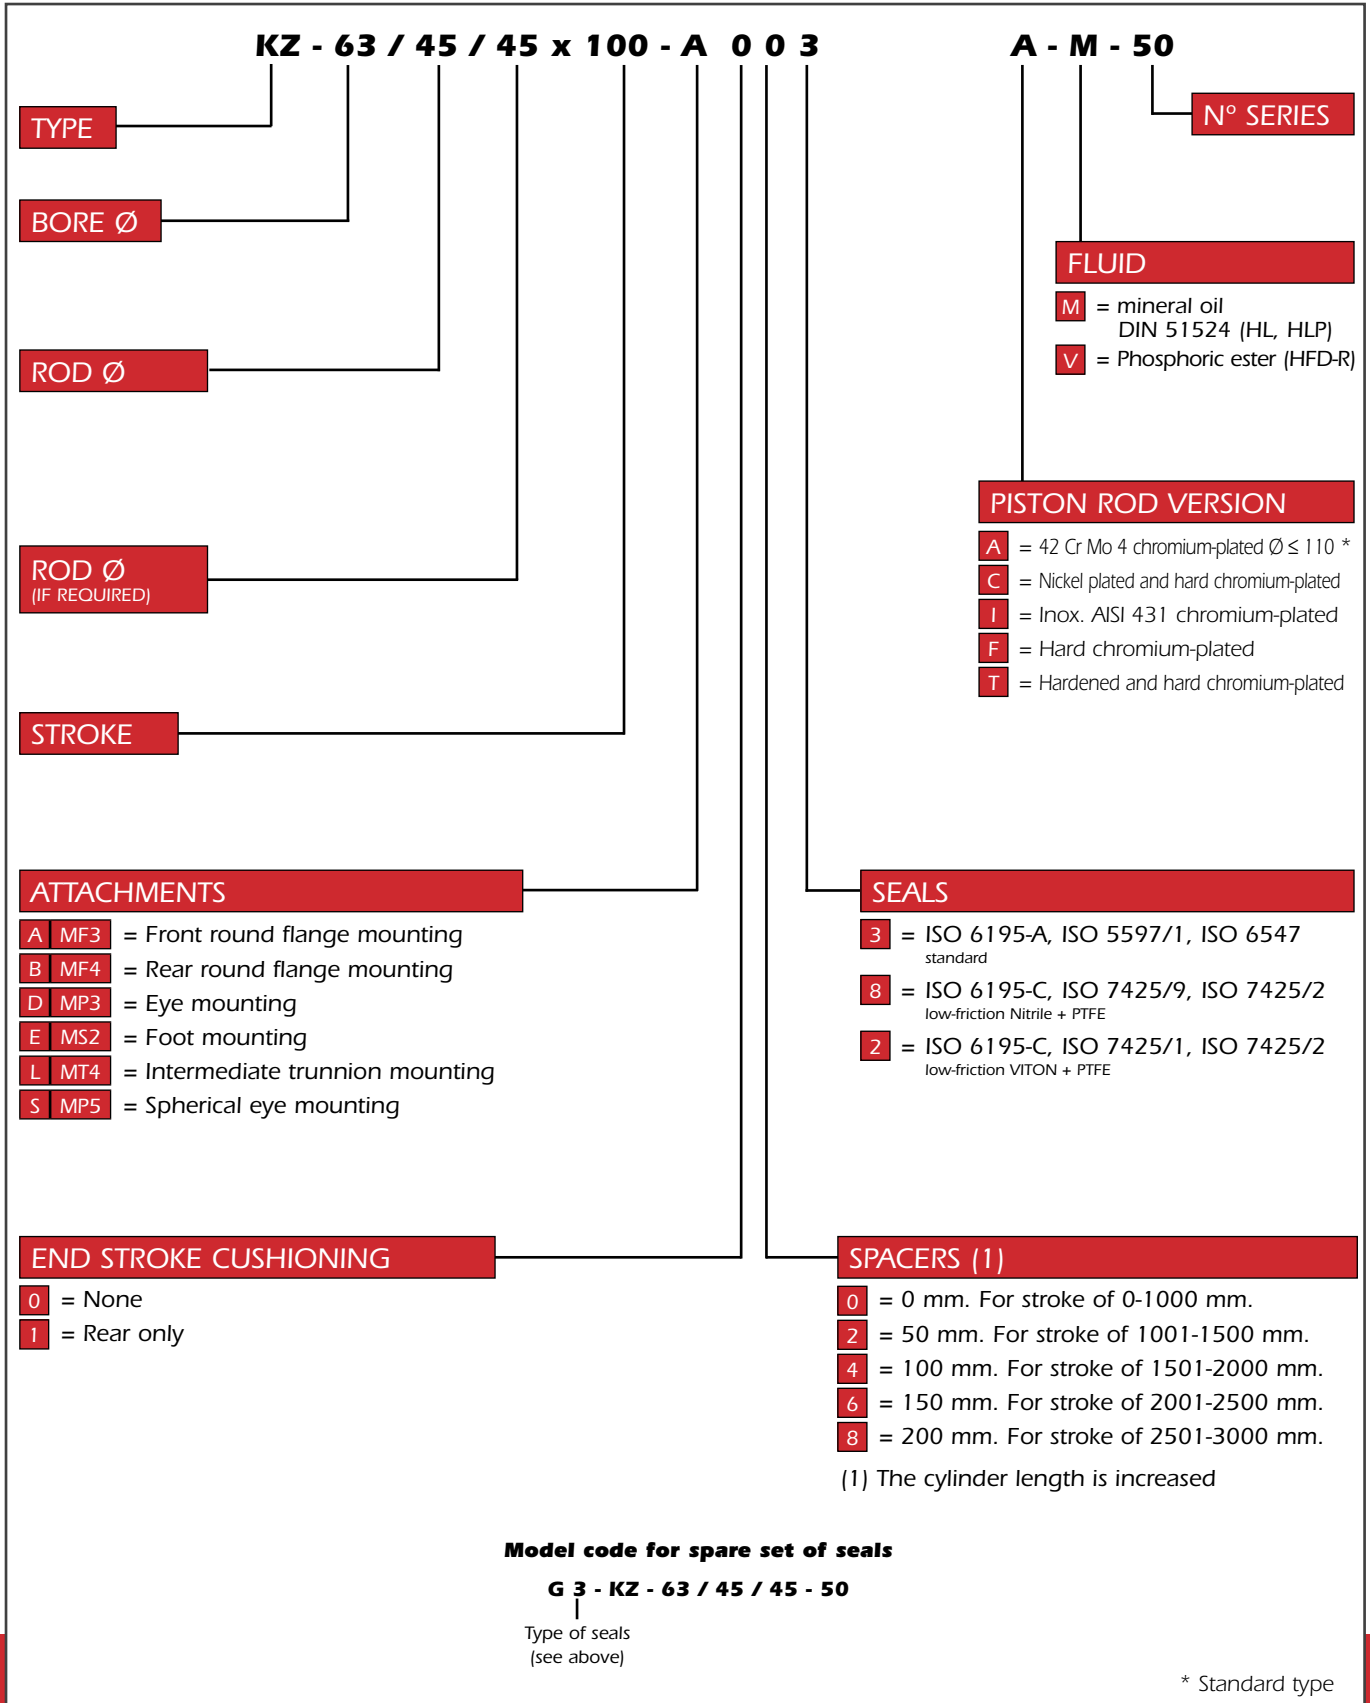 KZ - 63 / 45 / 45 x 100 - A 0 0 3 A - M - 50
TYPE
N° SERIES
BORE Ø
FLUID
M = mineral oil
DIN 51524 (HL, HLP)
V = Phosphoric ester (HFD-R)
ROD Ø
PISTON ROD VERSION
A = 42 Cr Mo 4 chromium-plated Ø ≤ 110 *
C = Nickel plated and hard chromium-plated
I = Inox. AISI 431 chromium-plated
F = Hard chromium-plated
T = Hardened and hard chromium-plated
ROD Ø
(IF REQUIRED)
STROKE
ATTACHMENTS
A MF3 = Front round flange mounting
B MF4 = Rear round flange mounting
D MP3 = Eye mounting
E MS2 = Foot mounting
L MT4 = Intermediate trunnion mounting
S MP5 = Spherical eye mounting
SEALS
3 = ISO 6195-A, ISO 5597/1, ISO 6547
standard
8 = ISO 6195-C, ISO 7425/9, ISO 7425/2
low-friction Nitrile + PTFE
2 = ISO 6195-C, ISO 7425/1, ISO 7425/2
low-friction VITON + PTFE
END STROKE CUSHIONING
0 = None
1 = Rear only
SPACERS (1)
0 = 0 mm. For stroke of 0-1000 mm.
2 = 50 mm. For stroke of 1001-1500 mm.
4 = 100 mm. For stroke of 1501-2000 mm.
6 = 150 mm. For stroke of 2001-2500 mm.
8 = 200 mm. For stroke of 2501-3000 mm.
(1) The cylinder length is increased
Model code for spare set of seals
G 3 - KZ - 63 / 45 / 45 - 50
Type of seals
(see above)
* Standard type